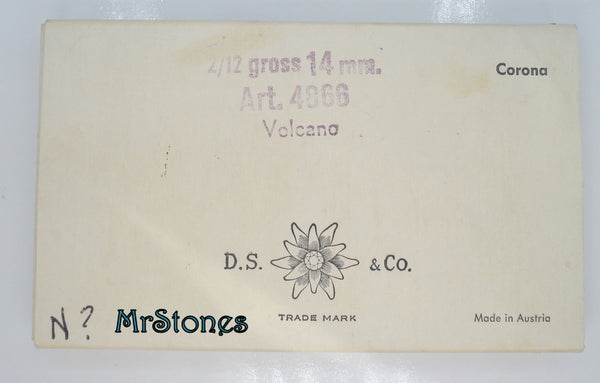 2/12 gross 14 mm.
Corona
Art. 4866
Volcano
D.S. & Co.
TRADE MARK
Made in Austria
N?
MrStones